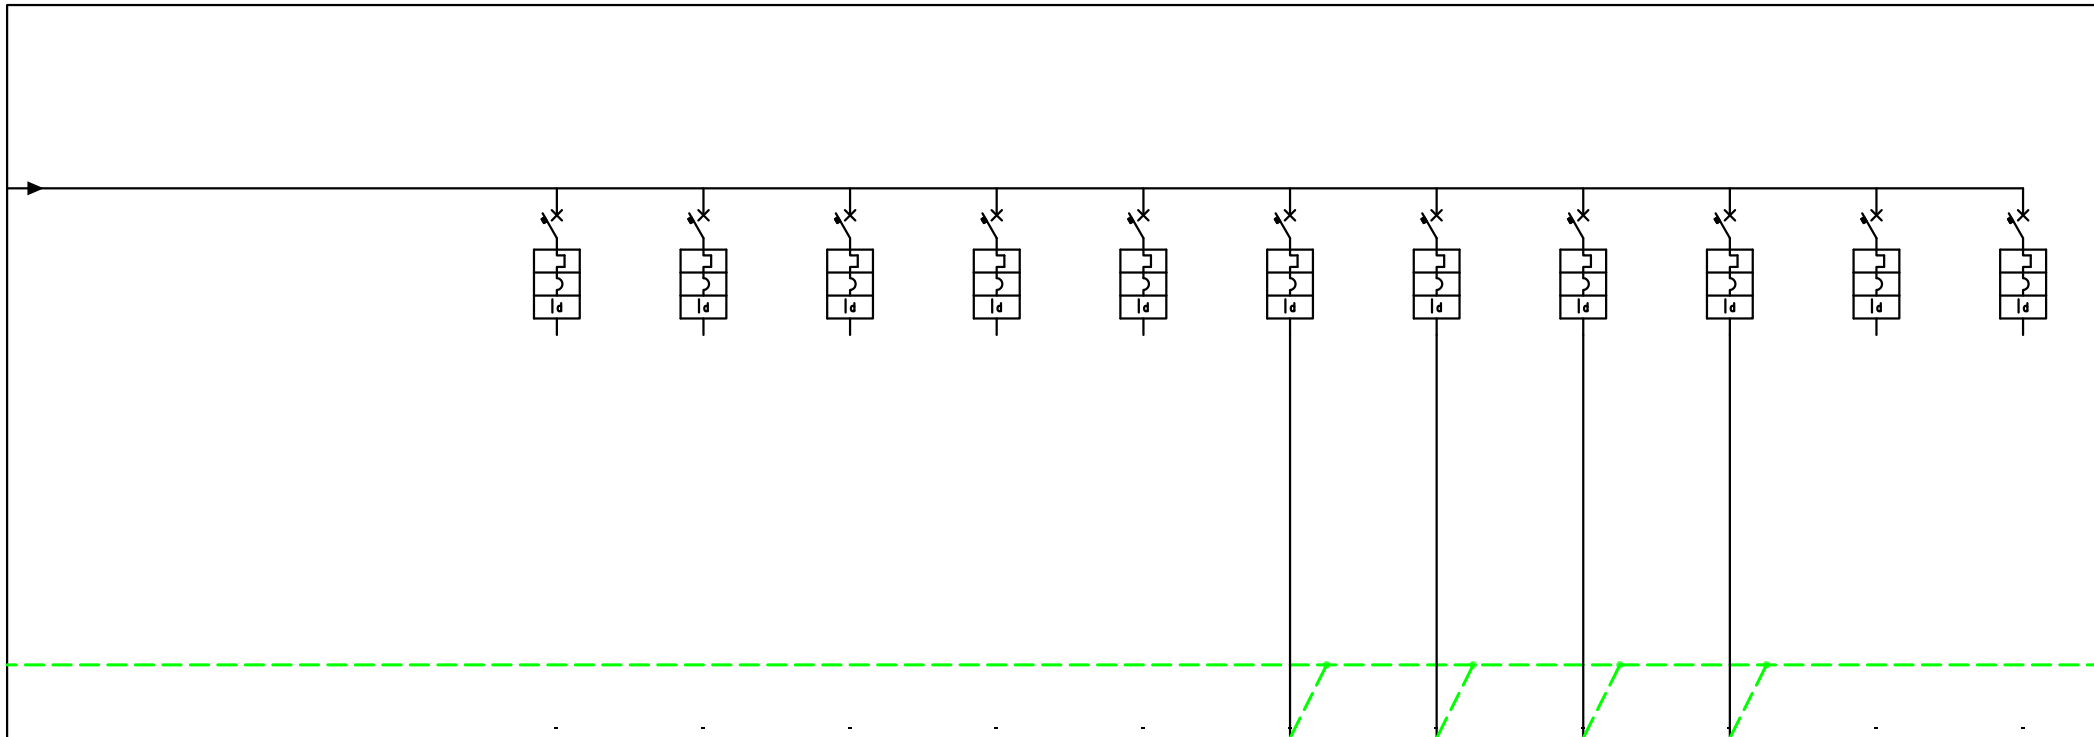 Id Id Id Id Id Id Id Id Id Id Id
- - - - - - - - - - -